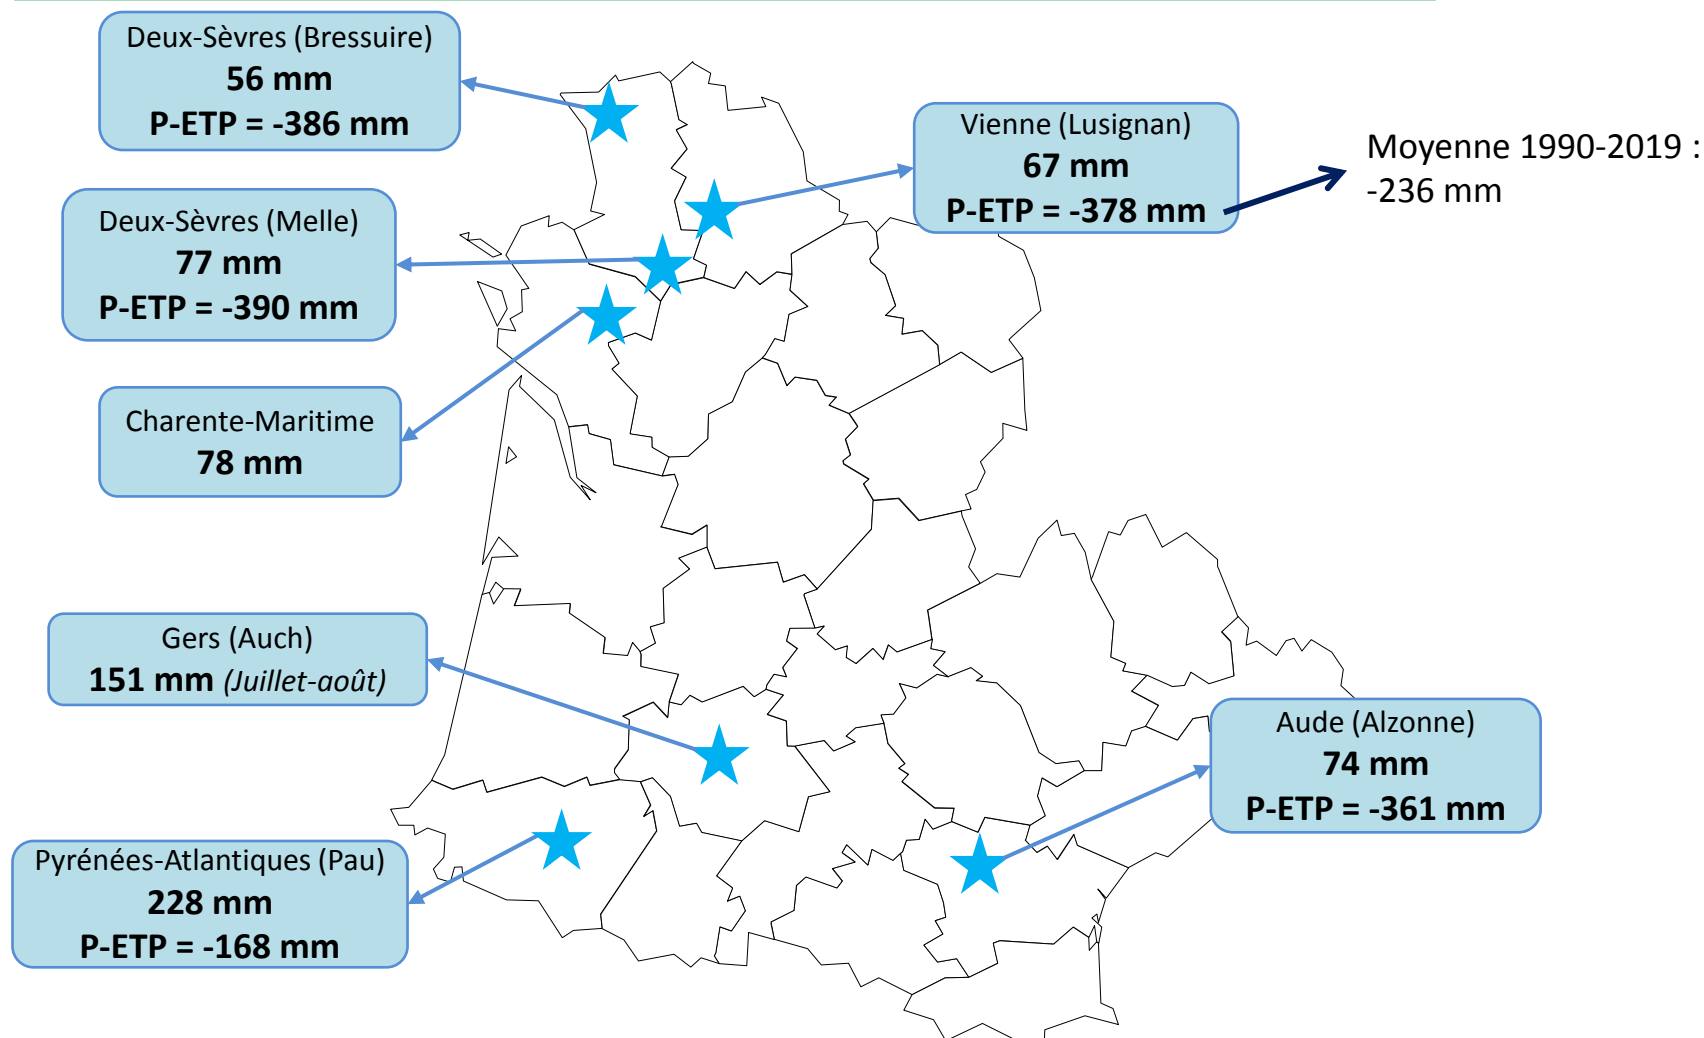 Deux-Sèvres (Bressuire)
56 mm
P-ETP = -386 mm
Vienne (Lusignan)
67 mm
P-ETP = -378 mm
Moyenne 1990-2019 :
-236 mm
Deux-Sèvres (Melle)
77 mm
P-ETP = -390 mm
Charente-Maritime
78 mm
Gers (Auch)
151 mm (Juillet-août)
Aude (Alzonne)
74 mm
P-ETP = -361 mm
Pyrénées-Atlantiques (Pau)
228 mm
P-ETP = -168 mm